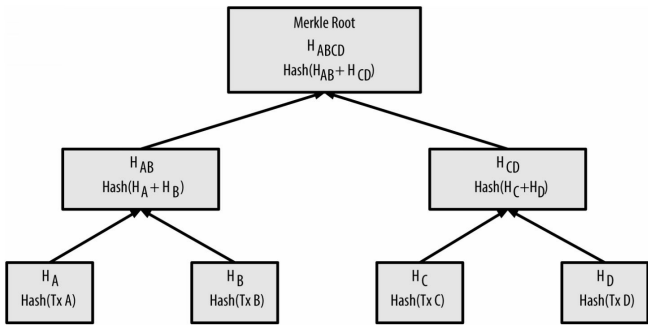 Merkle Root
H ABCD
Hash(H AB + H CD)
H AB
Hash(H A + H B)
H CD
Hash(H C+H D)
H A
Hash(Tx A)
H B
Hash(Tx B)
H C
Hash(Tx C)
H D
Hash(Tx D)